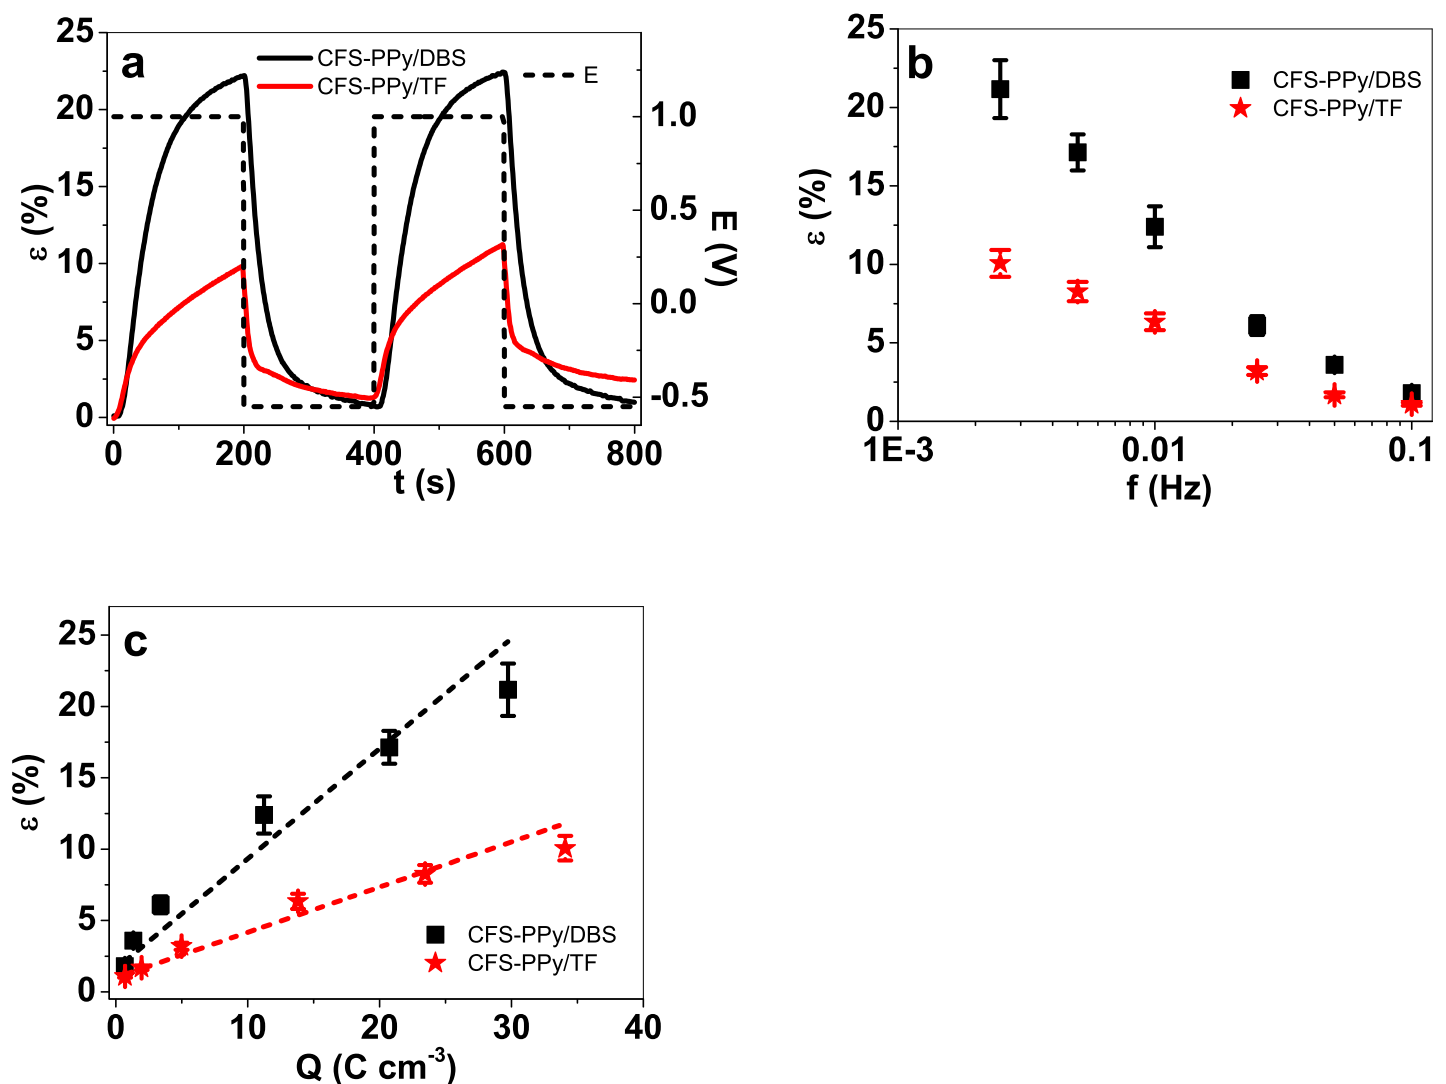 a
CFS-PPy/DBS
CFS-PPy/TF
E
25
20
15
10
5
0
ε (%)
1.0
0.5
0.0
-0.5
E (V)
0 200 400 600 800
t (s)
b
CFS-PPy/DBS
CFS-PPy/TF
25
20
15
10
5
0
ε (%)
1E-3 0.01 0.1
f (Hz)
c
25
20
15
10
5
0
ε (%)
CFS-PPy/DBS
CFS-PPy/TF
0 10 20 30 40
Q (C cm⁻³)